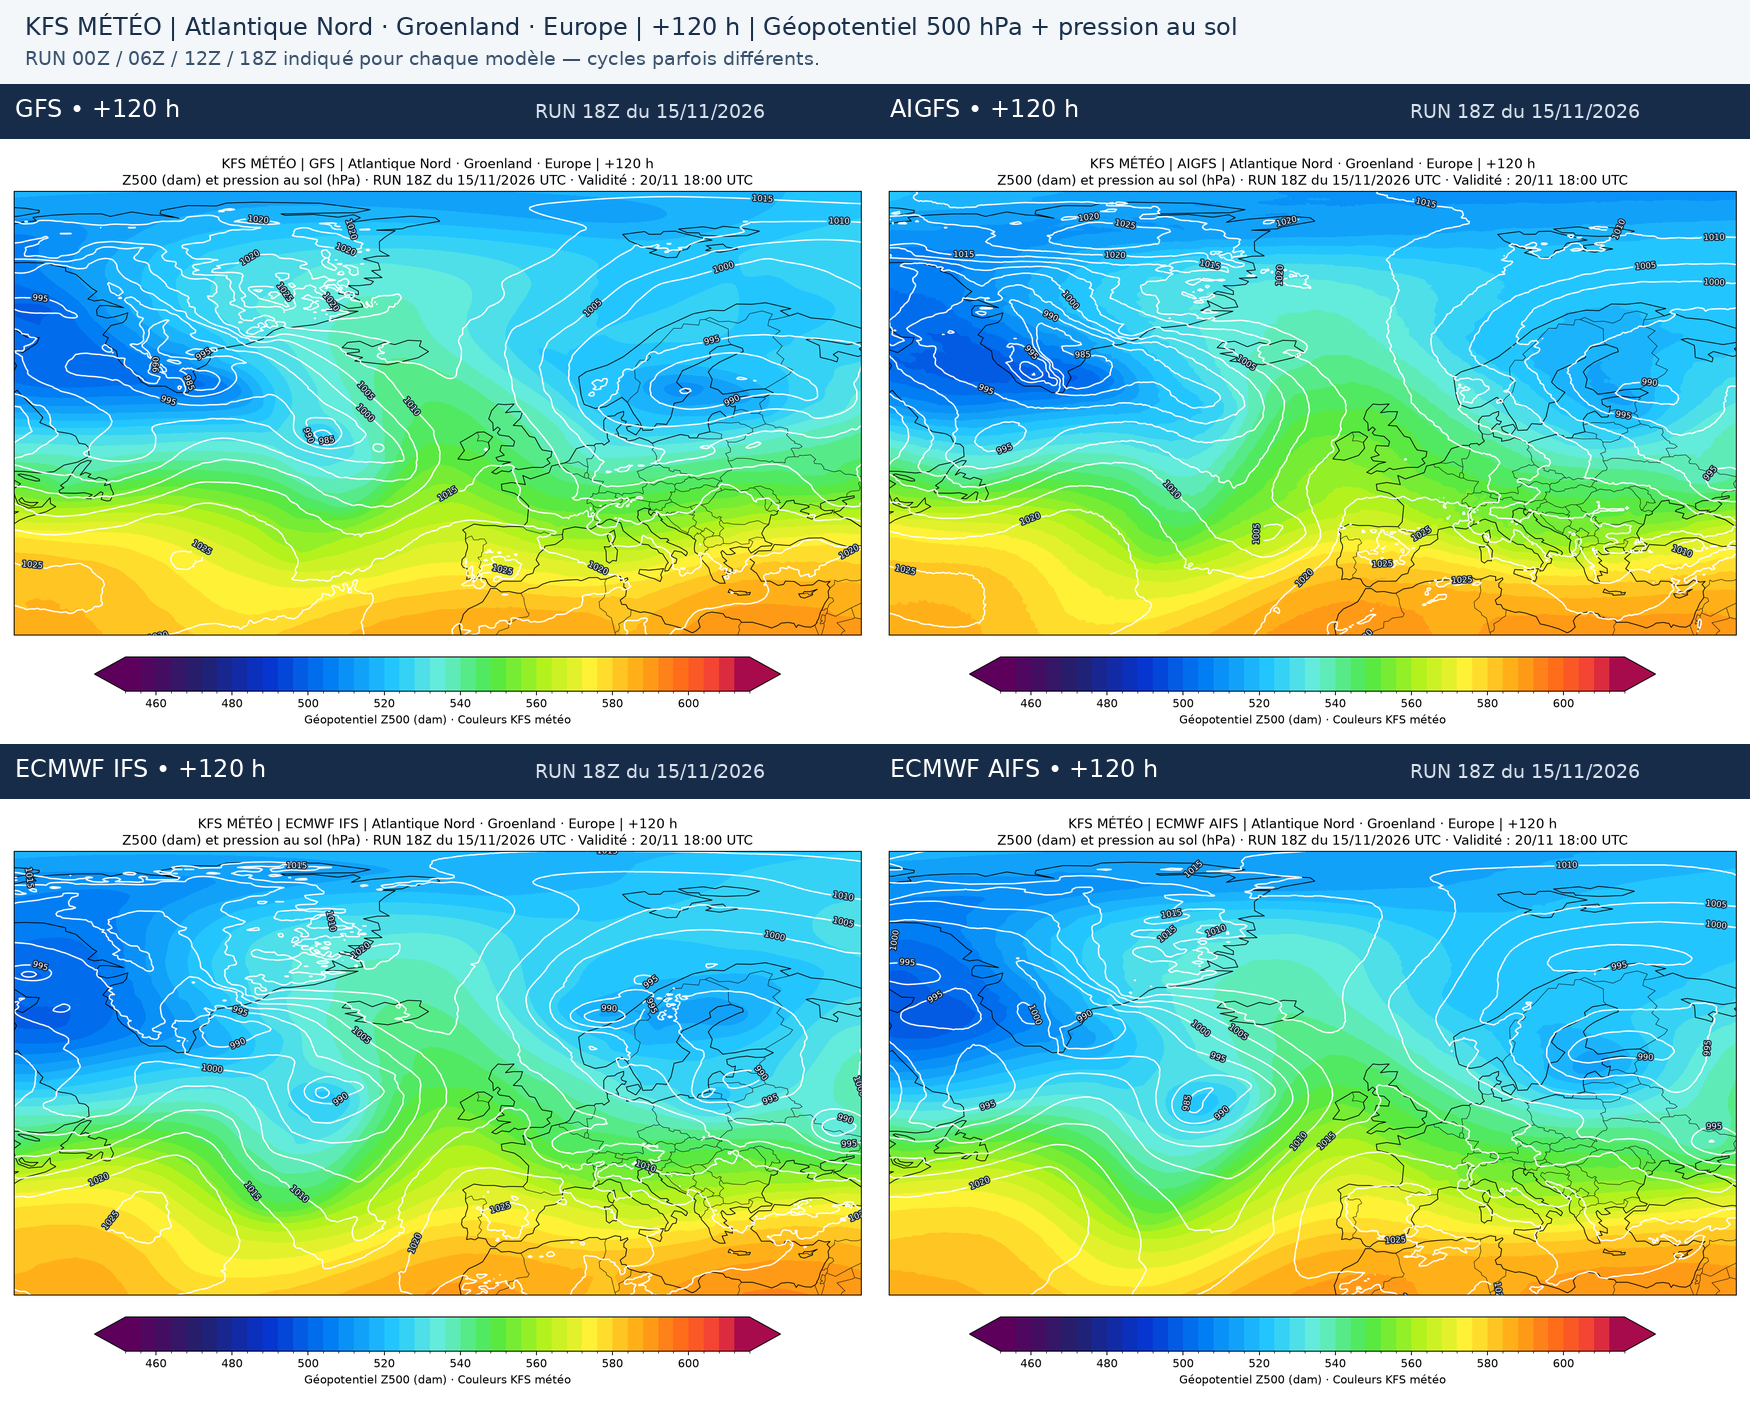 KFS MÉTÉO | Atlantique Nord · Groenland · Europe | +120 h | Géopotentiel 500 hPa + pression au sol
RUN 00Z / 06Z / 12Z / 18Z indiqué pour chaque modèle — cycles parfois différents.
GFS • +120 h
RUN 18Z du 15/11/2026
AIGFS • +120 h
RUN 18Z du 15/11/2026
KFS MÉTÉO | GFS | Atlantique Nord · Groenland · Europe | +120 h
Z500 (dam) et pression au sol (hPa) · RUN 18Z du 15/11/2026 UTC · Validité : 20/11 18:00 UTC
KFS MÉTÉO | AIGFS | Atlantique Nord · Groenland · Europe | +120 h
Z500 (dam) et pression au sol (hPa) · RUN 18Z du 15/11/2026 UTC · Validité : 20/11 18:00 UTC
460 480 500 520 540 560 580 600
Géopotentiel Z500 (dam) · Couleurs KFS météo
460 480 500 520 540 560 580 600
Géopotentiel Z500 (dam) · Couleurs KFS météo
ECMWF IFS • +120 h
RUN 18Z du 15/11/2026
ECMWF AIFS • +120 h
RUN 18Z du 15/11/2026
KFS MÉTÉO | ECMWF IFS | Atlantique Nord · Groenland · Europe | +120 h
Z500 (dam) et pression au sol (hPa) · RUN 18Z du 15/11/2026 UTC · Validité : 20/11 18:00 UTC
KFS MÉTÉO | ECMWF AIFS | Atlantique Nord · Groenland · Europe | +120 h
Z500 (dam) et pression au sol (hPa) · RUN 18Z du 15/11/2026 UTC · Validité : 20/11 18:00 UTC
460 480 500 520 540 560 580 600
Géopotentiel Z500 (dam) · Couleurs KFS météo
460 480 500 520 540 560 580 600
Géopotentiel Z500 (dam) · Couleurs KFS météo